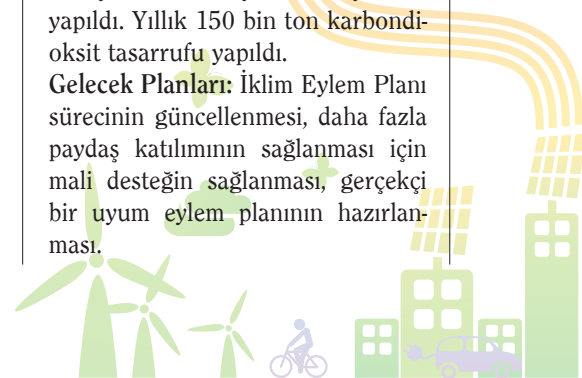 yapıldı. Yıllık 150 bin ton karbondi-
oksit tasarrufu yapıldı.
Gelecek Planları: İklim Eylem Planı
sürecinin güncellenmesi, daha fazla
paydaş katılımının sağlanması için
mali desteğin sağlanması, gerçekçi
bir uyum eylem planının hazırlan-
ması.